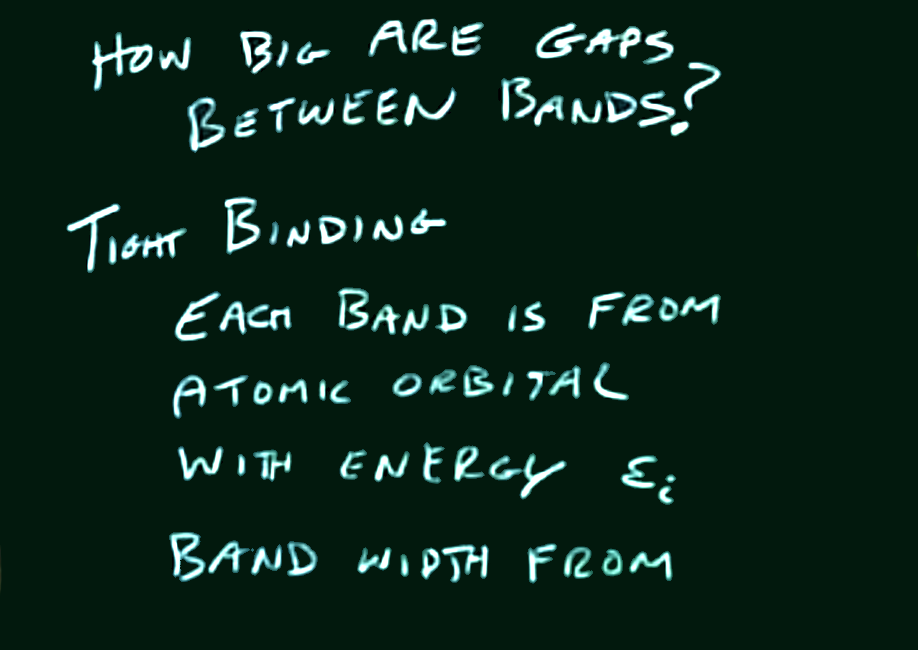 HOW BIG ARE GAPS
BETWEEN BANDS?
TIGHT BINDING
EACH BAND IS FROM
ATOMIC ORBITAL
WITH ENERGY εᵢ
BAND WIDTH FROM